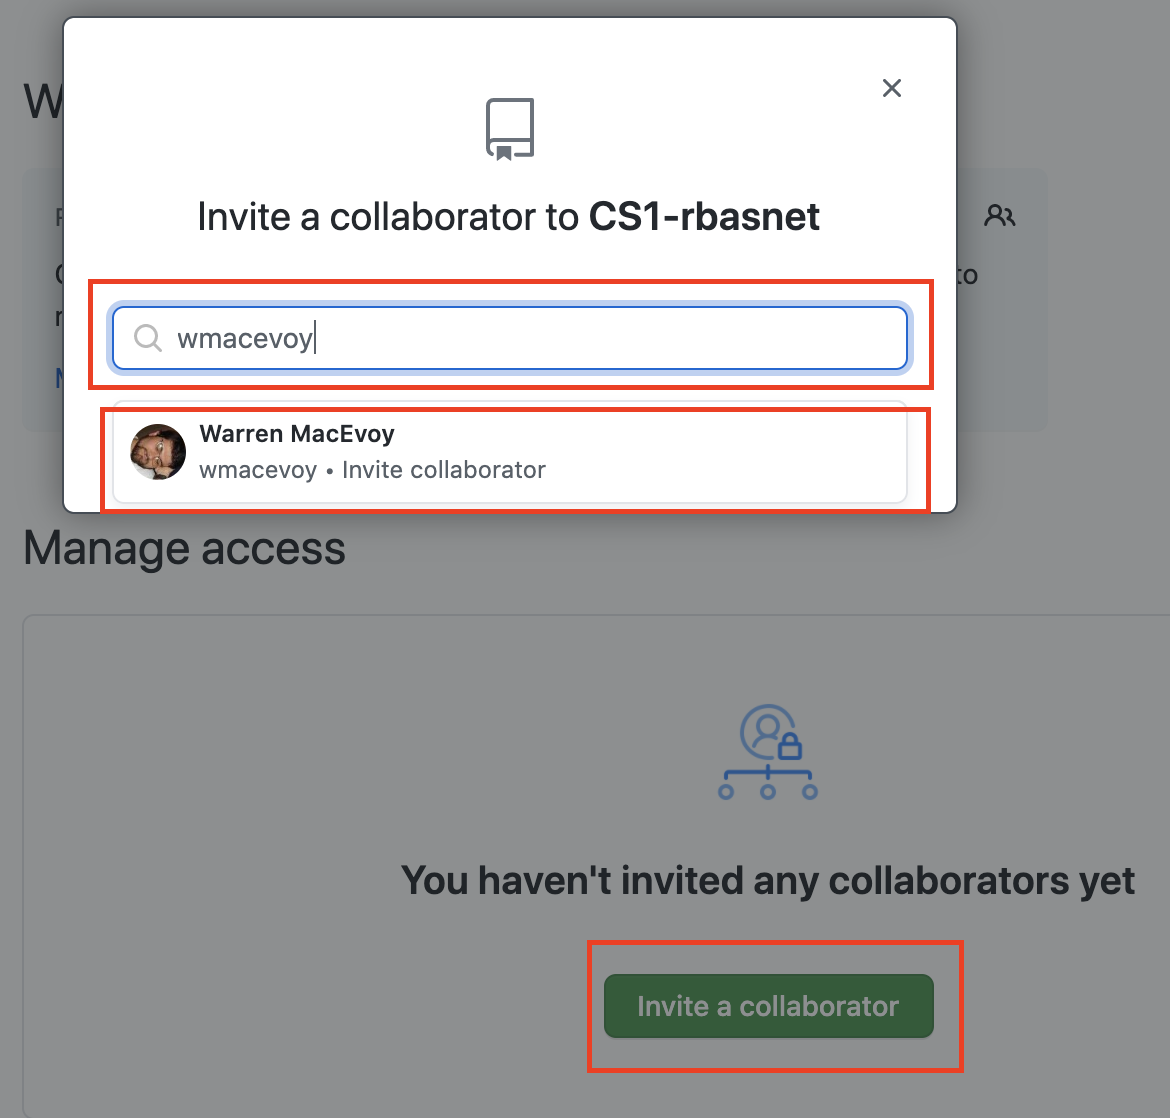 Invite a collaborator to CS1-rbasnet
wmacevoy
to
Warren MacEvoy
wmacevoy • Invite collaborator
Manage access
You haven't invited any collaborators yet
Invite a collaborator